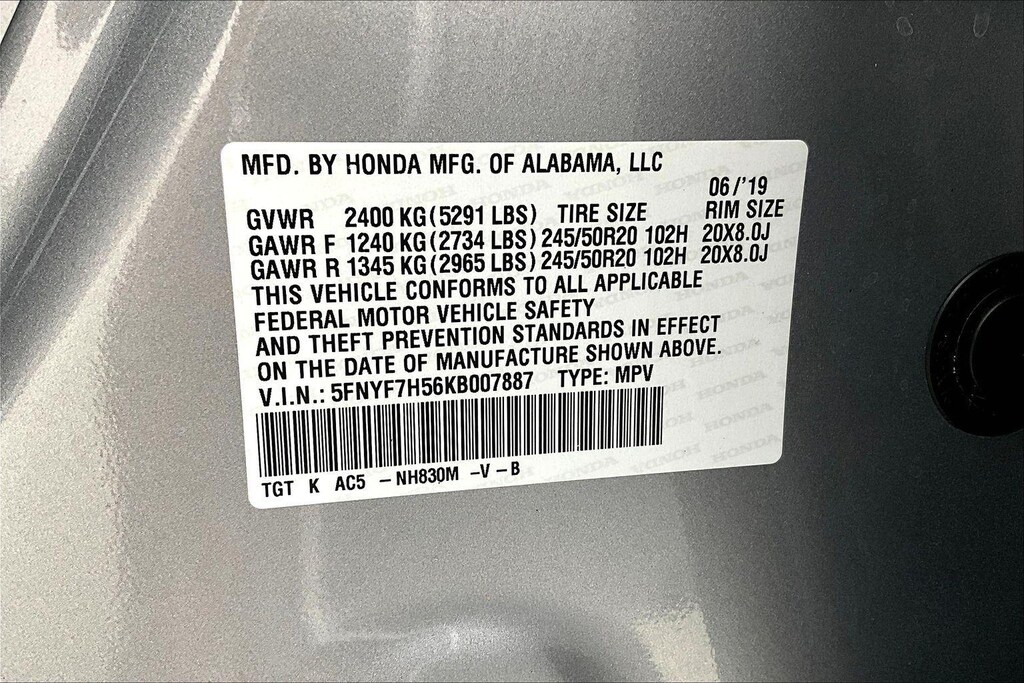 MFD. BY HONDA MFG. OF ALABAMA, LLC
06/'19
GVWR 2400 KG(5291 LBS) TIRE SIZE RIM SIZE
GAWR F 1240 KG(2734 LBS) 245/50R20 102H 20X8.0J
GAWR R 1345 KG(2965 LBS) 245/50R20 102H 20X8.0J
THIS VEHICLE CONFORMS TO ALL APPLICABLE
FEDERAL MOTOR VEHICLE SAFETY
AND THEFT PREVENTION STANDARDS IN EFFECT
ON THE DATE OF MANUFACTURE SHOWN ABOVE.
V.I.N.: 5FNYF7H56KB007887 TYPE: MPV
TGT K AC5 -NH830M -V-B